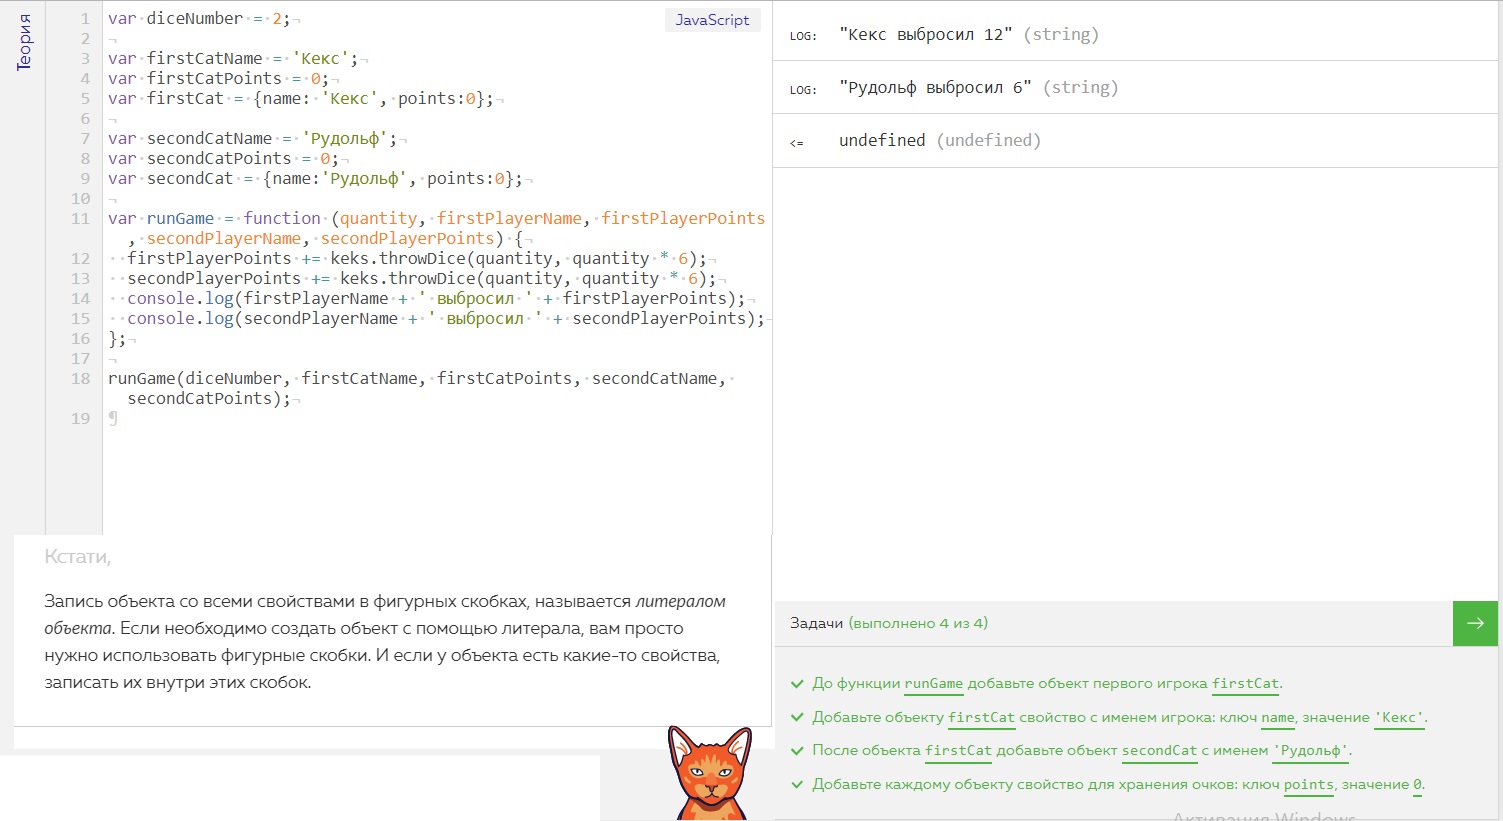 Теория
JavaScript
1 var diceNumber = 2;¬
2 ¬
3 var firstCatName = 'Кекс';¬
4 var firstCatPoints = 0;¬
5 var firstCat = {name: 'Кекс', points:0};¬
6 ¬
7 var secondCatName = 'Рудольф';¬
8 var secondCatPoints = 0;¬
9 var secondCat = {name:'Рудольф', points:0};¬
10 ¬
11 var runGame = function (quantity, firstPlayerName, firstPlayerPoints
, secondPlayerName, secondPlayerPoints) {¬
12 ··firstPlayerPoints += keks.throwDice(quantity, quantity * 6);¬
13 ··secondPlayerPoints += keks.throwDice(quantity, quantity * 6);¬
14 ··console.log(firstPlayerName + ' выбросил ' + firstPlayerPoints);¬
15 ··console.log(secondPlayerName + ' выбросил ' + secondPlayerPoints);¬
16 };¬
17 ¬
18 runGame(diceNumber, firstCatName, firstCatPoints, secondCatName,
secondCatPoints);¬
19 ¶
Кстати,
Запись объекта со всеми свойствами в фигурных скобках, называется литералом
объекта. Если необходимо создать объект с помощью литерала, вам просто
нужно использовать фигурные скобки. И если у объекта есть какие-то свойства,
записать их внутри этих скобок.
LOG: "Кекс выбросил 12" (string)
LOG: "Рудольф выбросил 6" (string)
<= undefined (undefined)
Задачи (выполнено 4 из 4)
До функции runGame добавьте объект первого игрока firstCat.
Добавьте объекту firstCat свойство с именем игрока: ключ name, значение 'Кекс'.
После объекта firstCat добавьте объект secondCat с именем 'Рудольф'.
Добавьте каждому объекту свойство для хранения очков: ключ points, значение 0.
Активация Windows